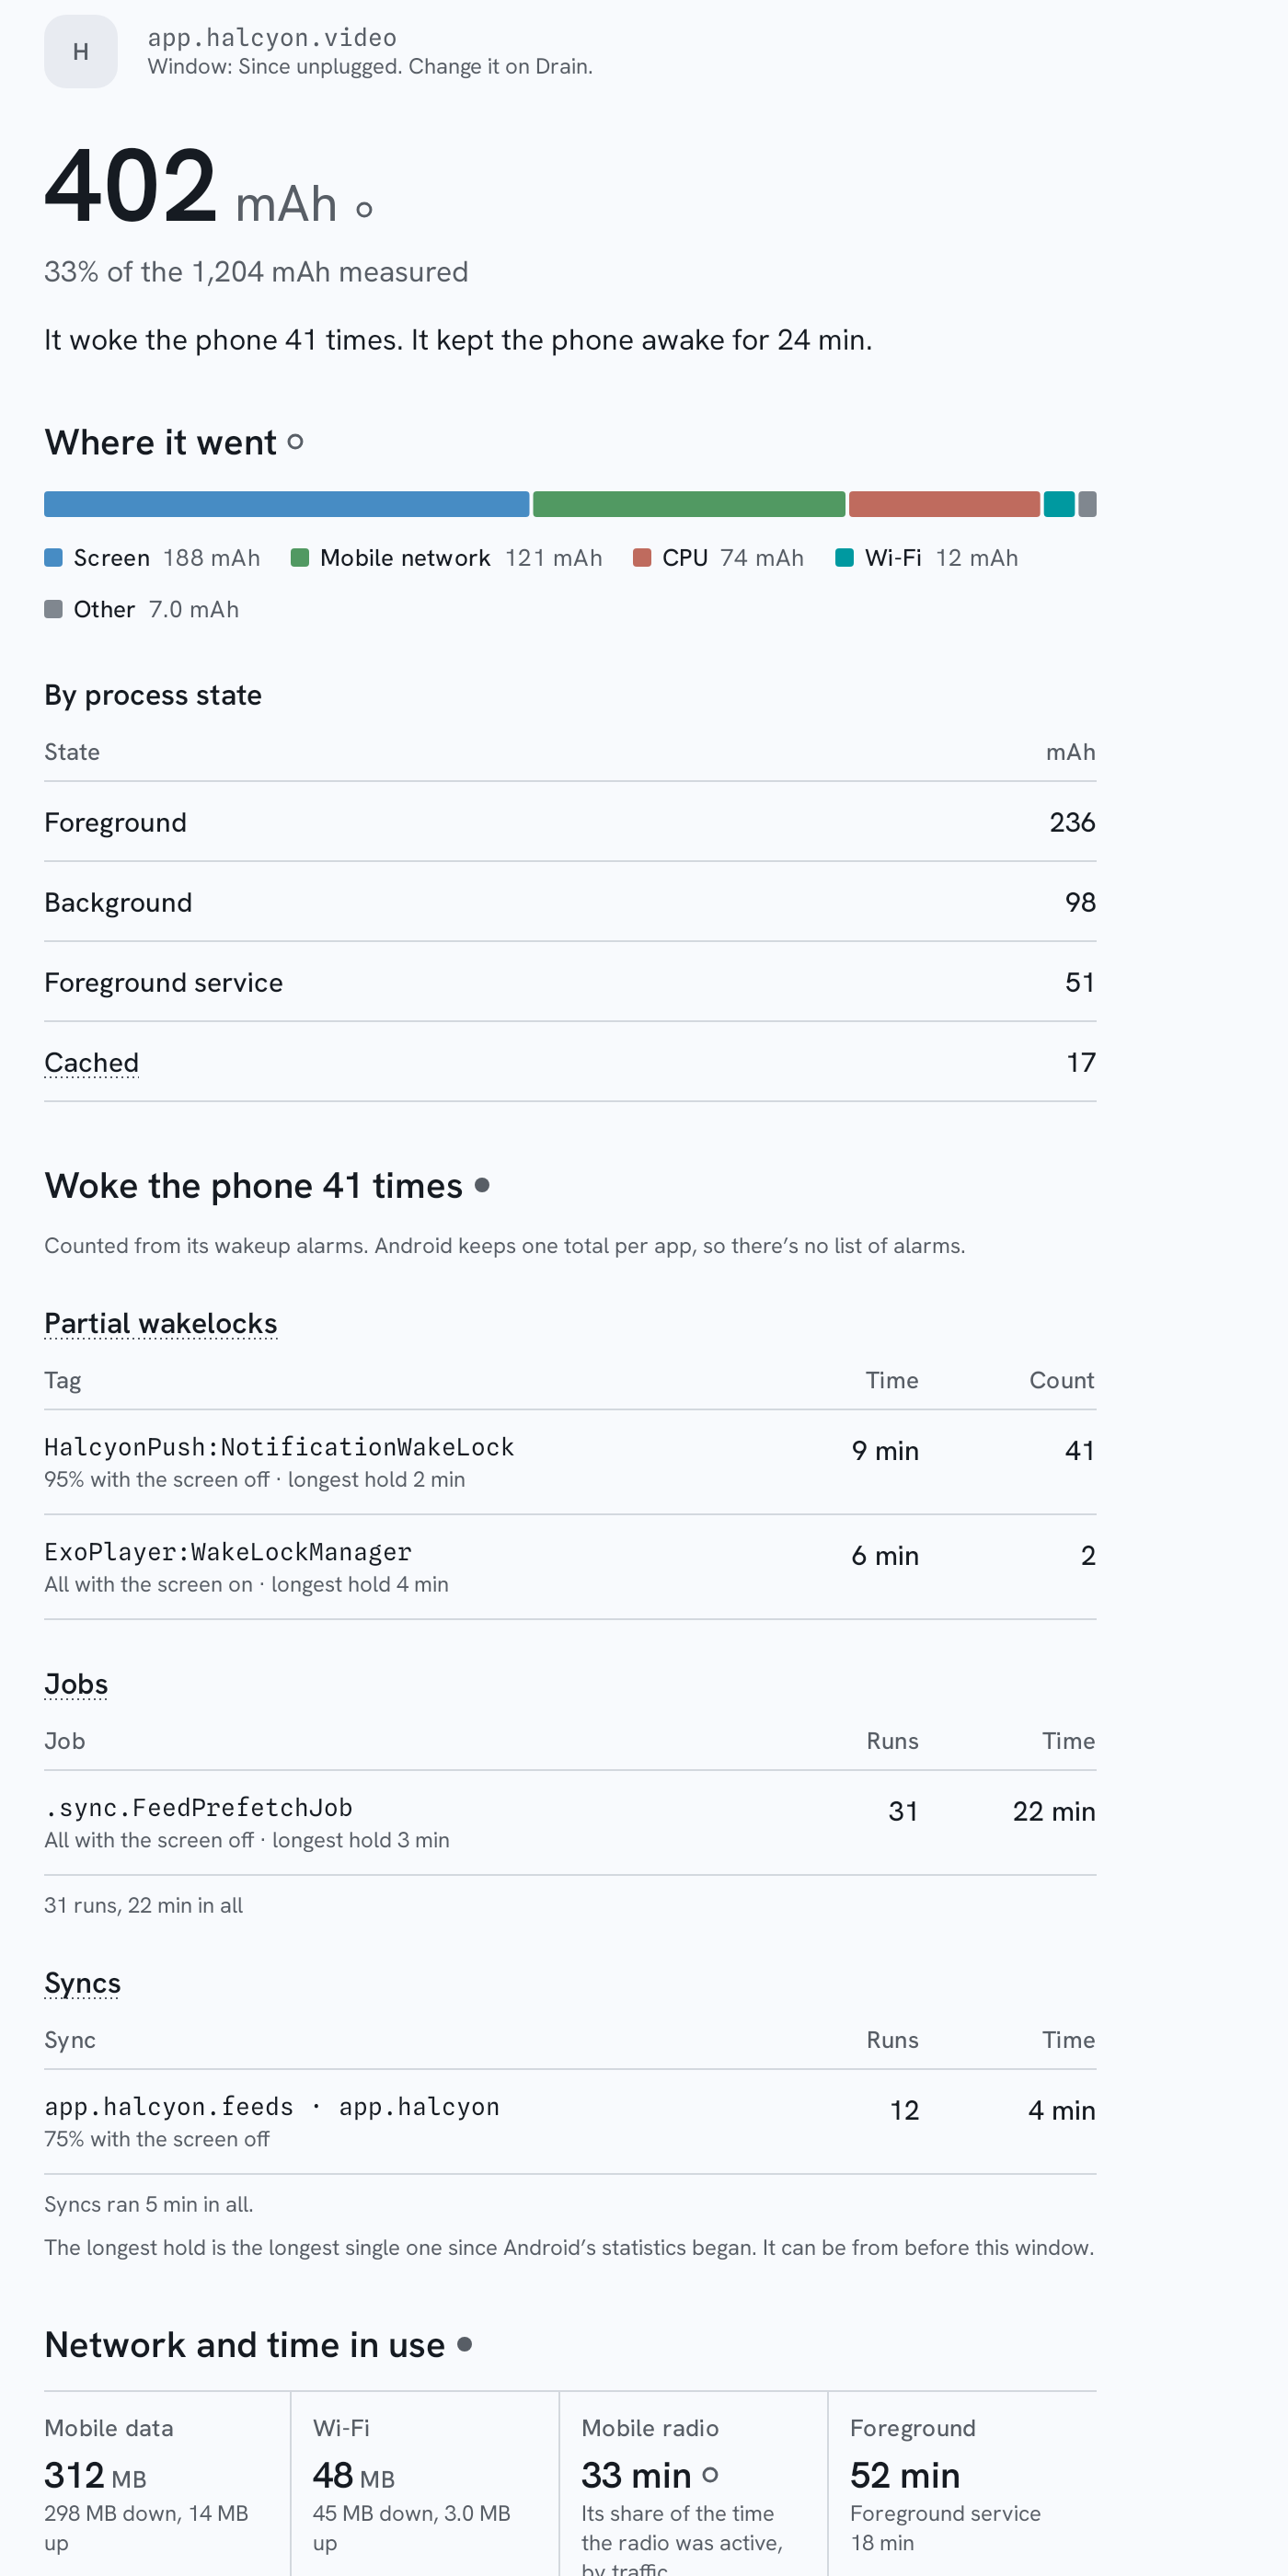 H
app.halcyon.video
Window: Since unplugged. Change it on Drain.
402 mAh
33% of the 1,204 mAh measured
It woke the phone 41 times. It kept the phone awake for 24 min.
Where it went
Screen 188 mAh Mobile network 121 mAh CPU 74 mAh Wi-Fi 12 mAh
Other 7.0 mAh
By process state
State mAh
Foreground 236
Background 98
Foreground service 51
Cached 17
Woke the phone 41 times
Counted from its wakeup alarms. Android keeps one total per app, so there’s no list of alarms.
Partial wakelocks
Tag Time Count
HalcyonPush:NotificationWakeLock 9 min 41
95% with the screen off · longest hold 2 min
ExoPlayer:WakeLockManager 6 min 2
All with the screen on · longest hold 4 min
Jobs
Job Runs Time
.sync.FeedPrefetchJob 31 22 min
All with the screen off · longest hold 3 min
31 runs, 22 min in all
Syncs
Sync Runs Time
app.halcyon.feeds · app.halcyon 12 4 min
75% with the screen off
Syncs ran 5 min in all.
The longest hold is the longest single one since Android’s statistics began. It can be from before this window.
Network and time in use
Mobile data
312 MB
298 MB down, 14 MB
up
Wi-Fi
48 MB
45 MB down, 3.0 MB
up
Mobile radio
33 min
Its share of the time
the radio was active,
by traffic
Foreground
52 min
Foreground service
18 min